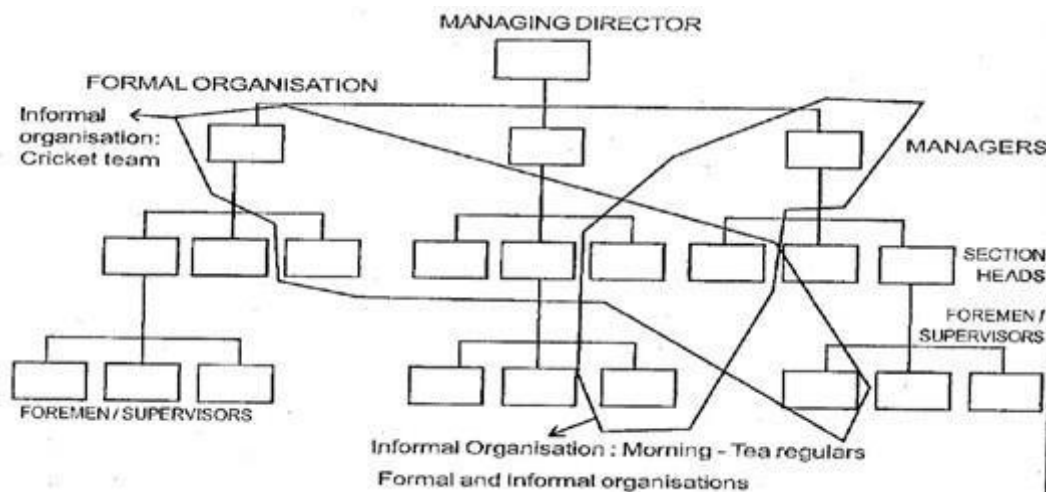 MANAGING DIRECTOR
FORMAL ORGANISATION
Informal
organisation:
Cricket team
MANAGERS
SECTION
HEADS
FOREMEN /
SUPERVISORS
FOREMEN / SUPERVISORS
Informal Organisation : Morning - Tea regulars
Formal and Informal organisations